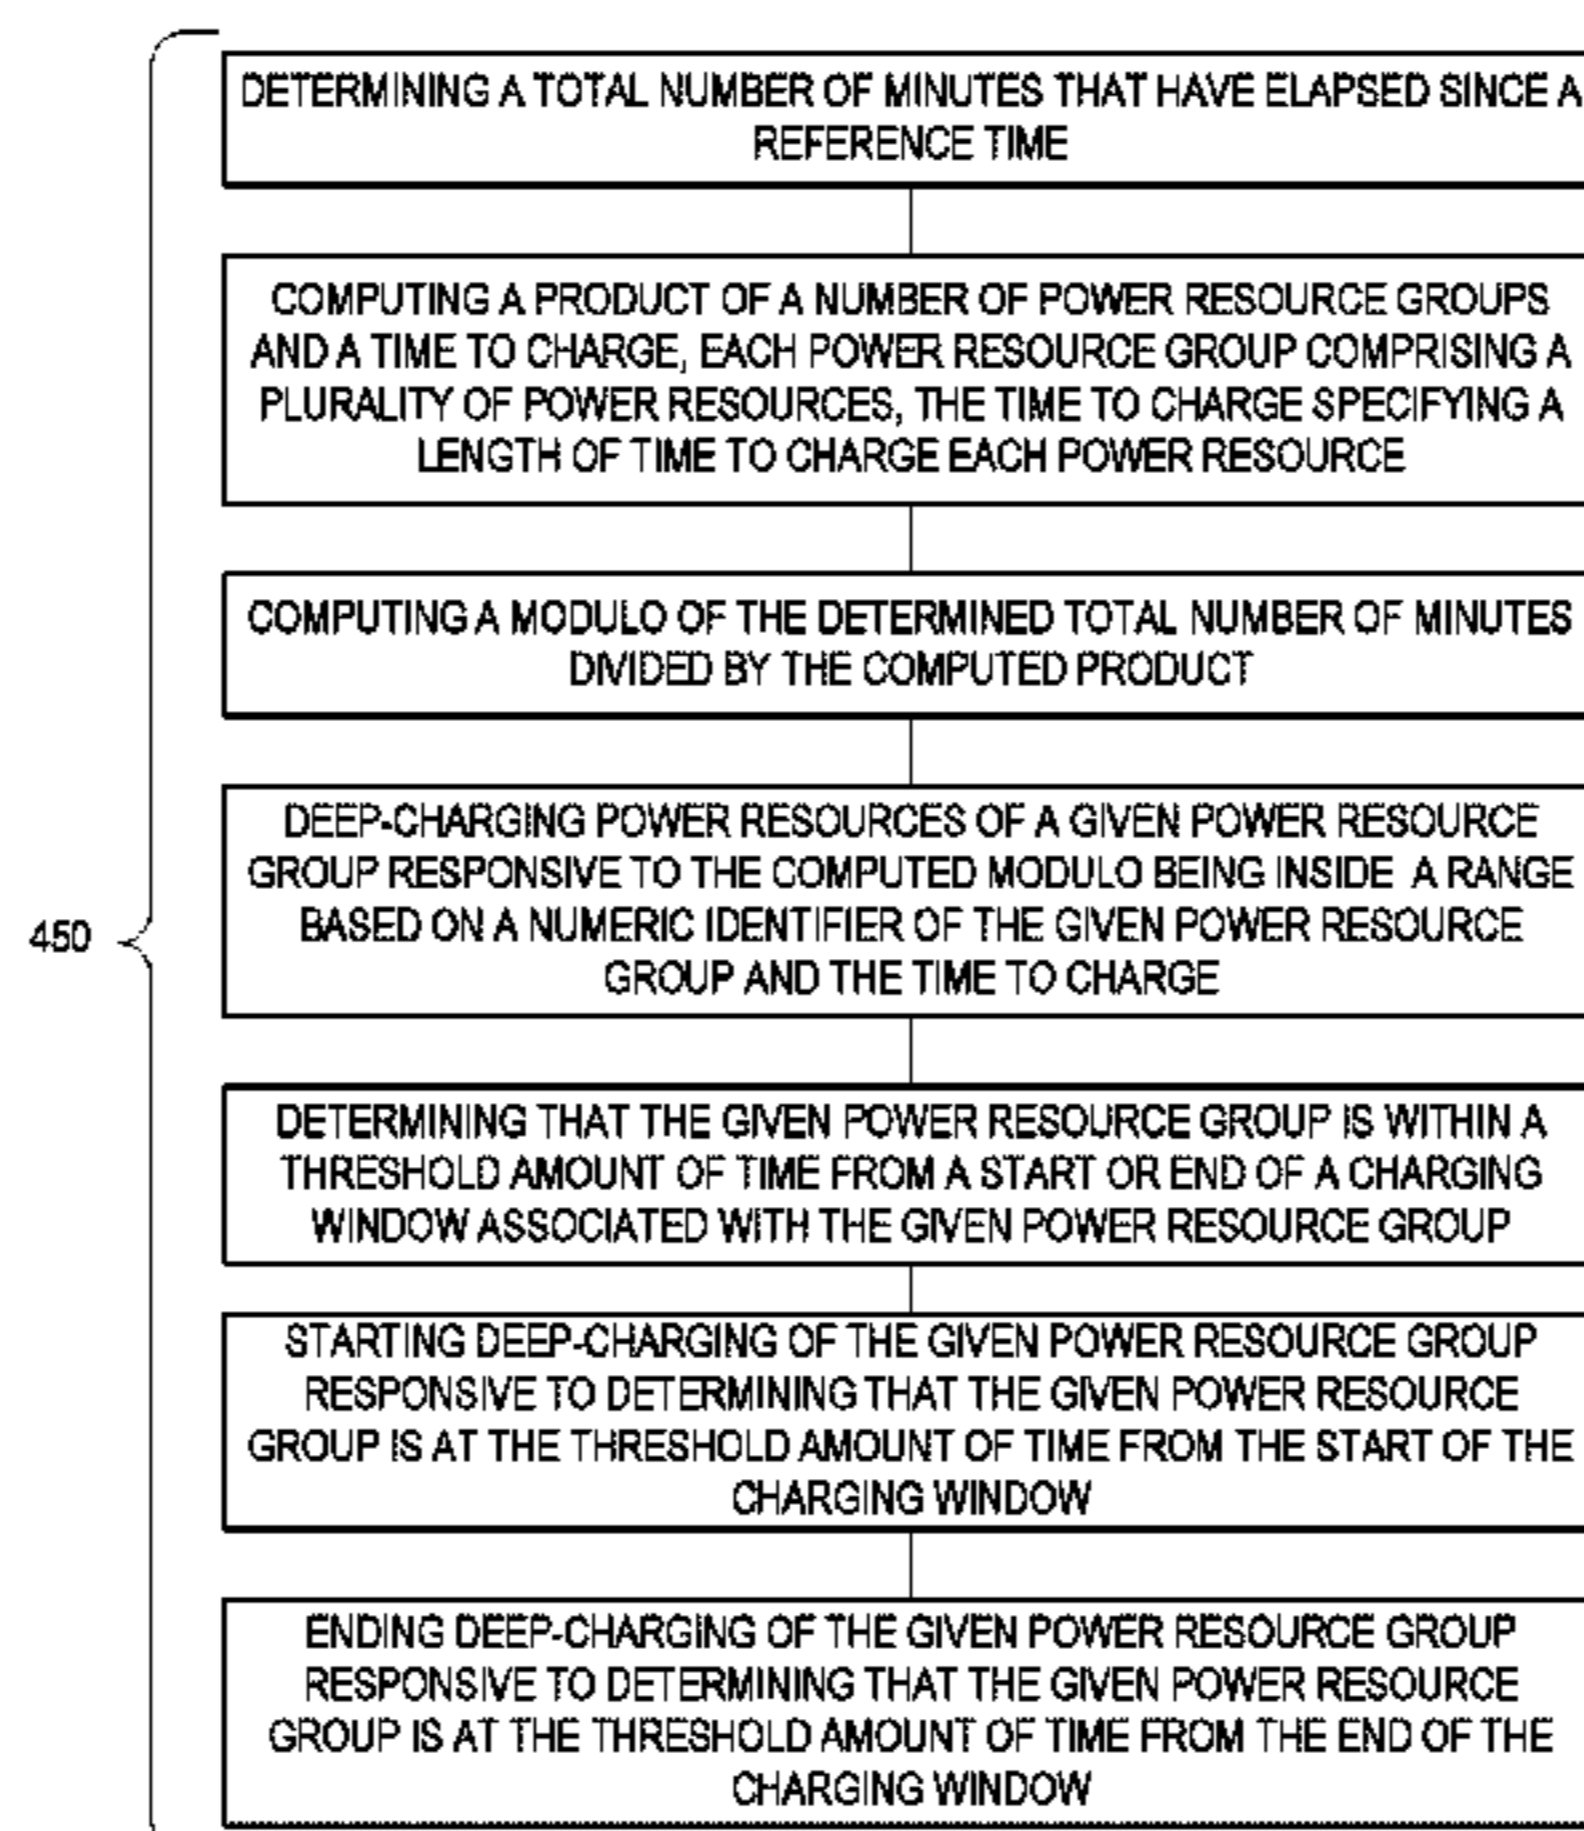 DETERMINING A TOTAL NUMBER OF MINUTES THAT HAVE ELAPSED SINCE A
REFERENCE TIME
COMPUTING A PRODUCT OF A NUMBER OF POWER RESOURCE GROUPS
AND A TIME TO CHARGE, EACH POWER RESOURCE GROUP COMPRISING A
PLURALITY OF POWER RESOURCES, THE TIME TO CHARGE SPECIFYING A
LENGTH OF TIME TO CHARGE EACH POWER RESOURCE
COMPUTING A MODULO OF THE DETERMINED TOTAL NUMBER OF MINUTES
DIVIDED BY THE COMPUTED PRODUCT
DEEP-CHARGING POWER RESOURCES OF A GIVEN POWER RESOURCE
GROUP RESPONSIVE TO THE COMPUTED MODULO BEING INSIDE A RANGE
BASED ON A NUMERIC IDENTIFIER OF THE GIVEN POWER RESOURCE
GROUP AND THE TIME TO CHARGE
450
DETERMINING THAT THE GIVEN POWER RESOURCE GROUP IS WITHIN A
THRESHOLD AMOUNT OF TIME FROM A START OR END OF A CHARGING
WINDOW ASSOCIATED WITH THE GIVEN POWER RESOURCE GROUP
STARTING DEEP-CHARGING OF THE GIVEN POWER RESOURCE GROUP
RESPONSIVE TO DETERMINING THAT THE GIVEN POWER RESOURCE
GROUP IS AT THE THRESHOLD AMOUNT OF TIME FROM THE START OF THE
CHARGING WINDOW
ENDING DEEP-CHARGING OF THE GIVEN POWER RESOURCE GROUP
RESPONSIVE TO DETERMINING THAT THE GIVEN POWER RESOURCE
GROUP IS AT THE THRESHOLD AMOUNT OF TIME FROM THE END OF THE
CHARGING WINDOW